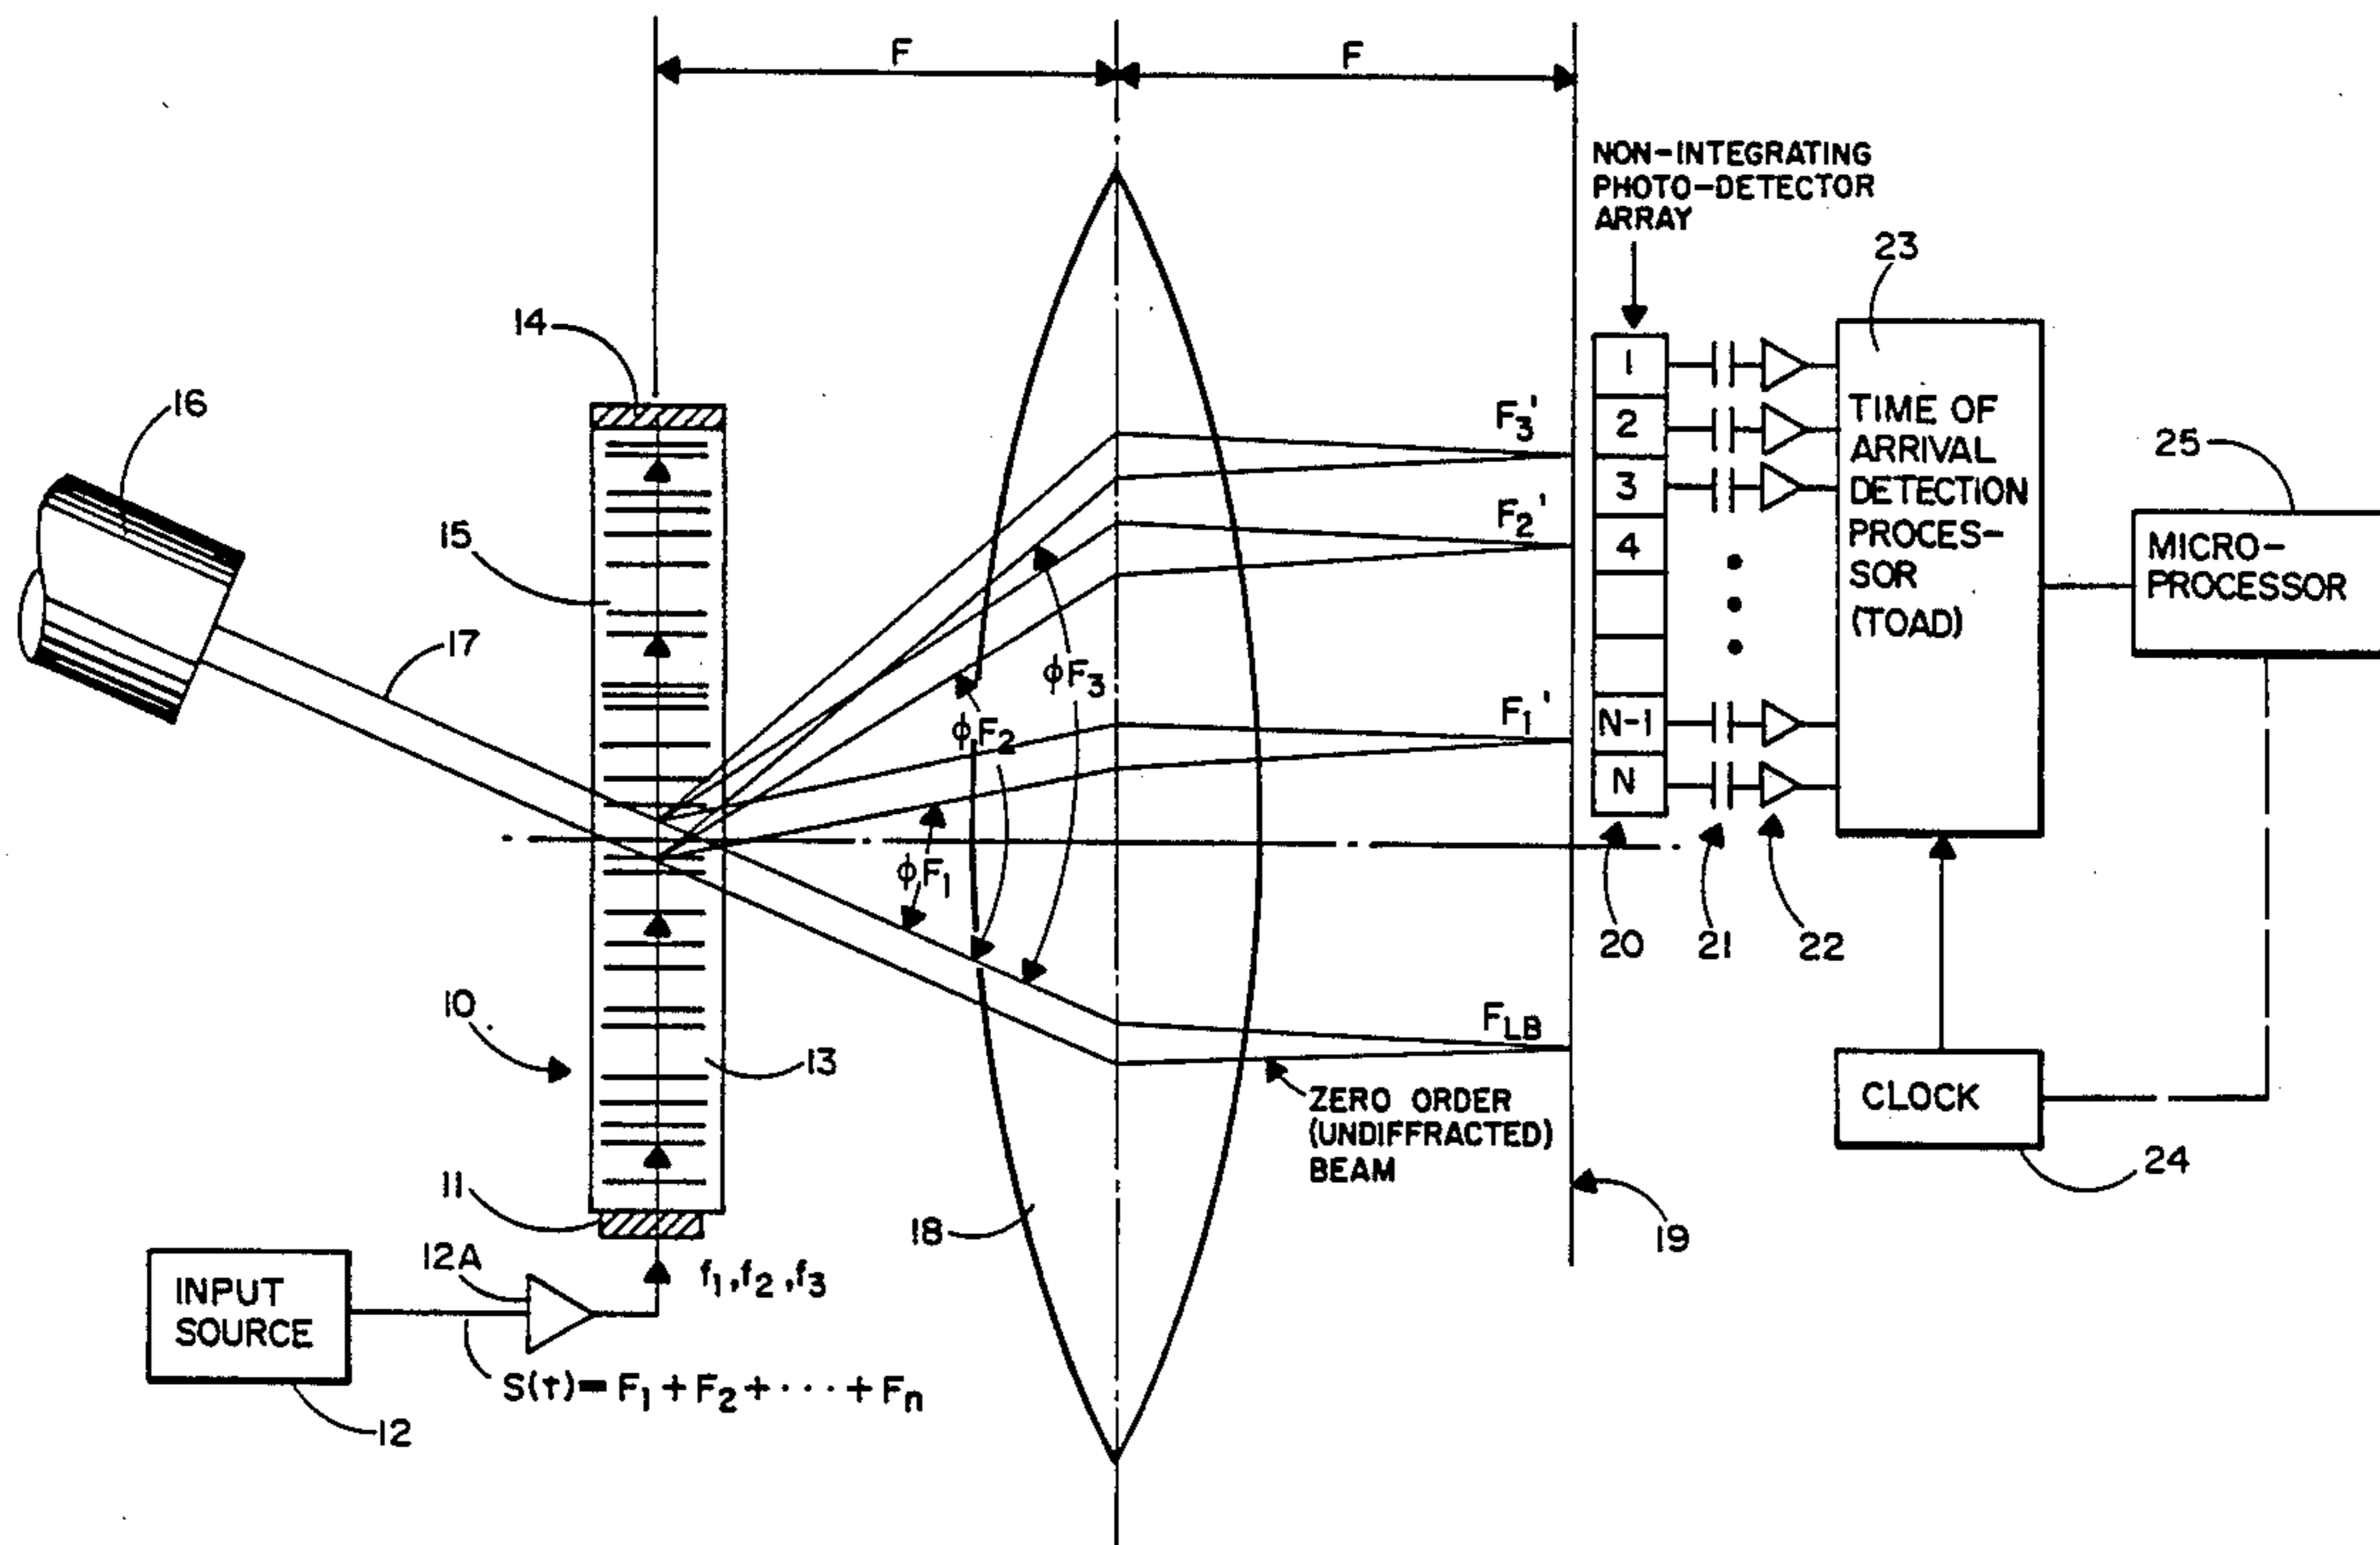 F
F
NON-INTEGRATING
PHOTO-DETECTOR
ARRAY
23
14
16
1
2
3
4
N-1
N
TIME OF
ARRIVAL
DETECTION
PROCES-
SOR
(TOAD)
25
MICRO-
PROCESSOR
15
17
F3'
F2'
F1'
ϕF3
ϕF2
ϕF1
20
21
22
10
13
FLB
ZERO ORDER
(UNDIFFRACTED)
BEAM
CLOCK
24
11
18
19
12A
f1,f2,f3
INPUT
SOURCE
S(t)=F1+F2+····+Fn
12